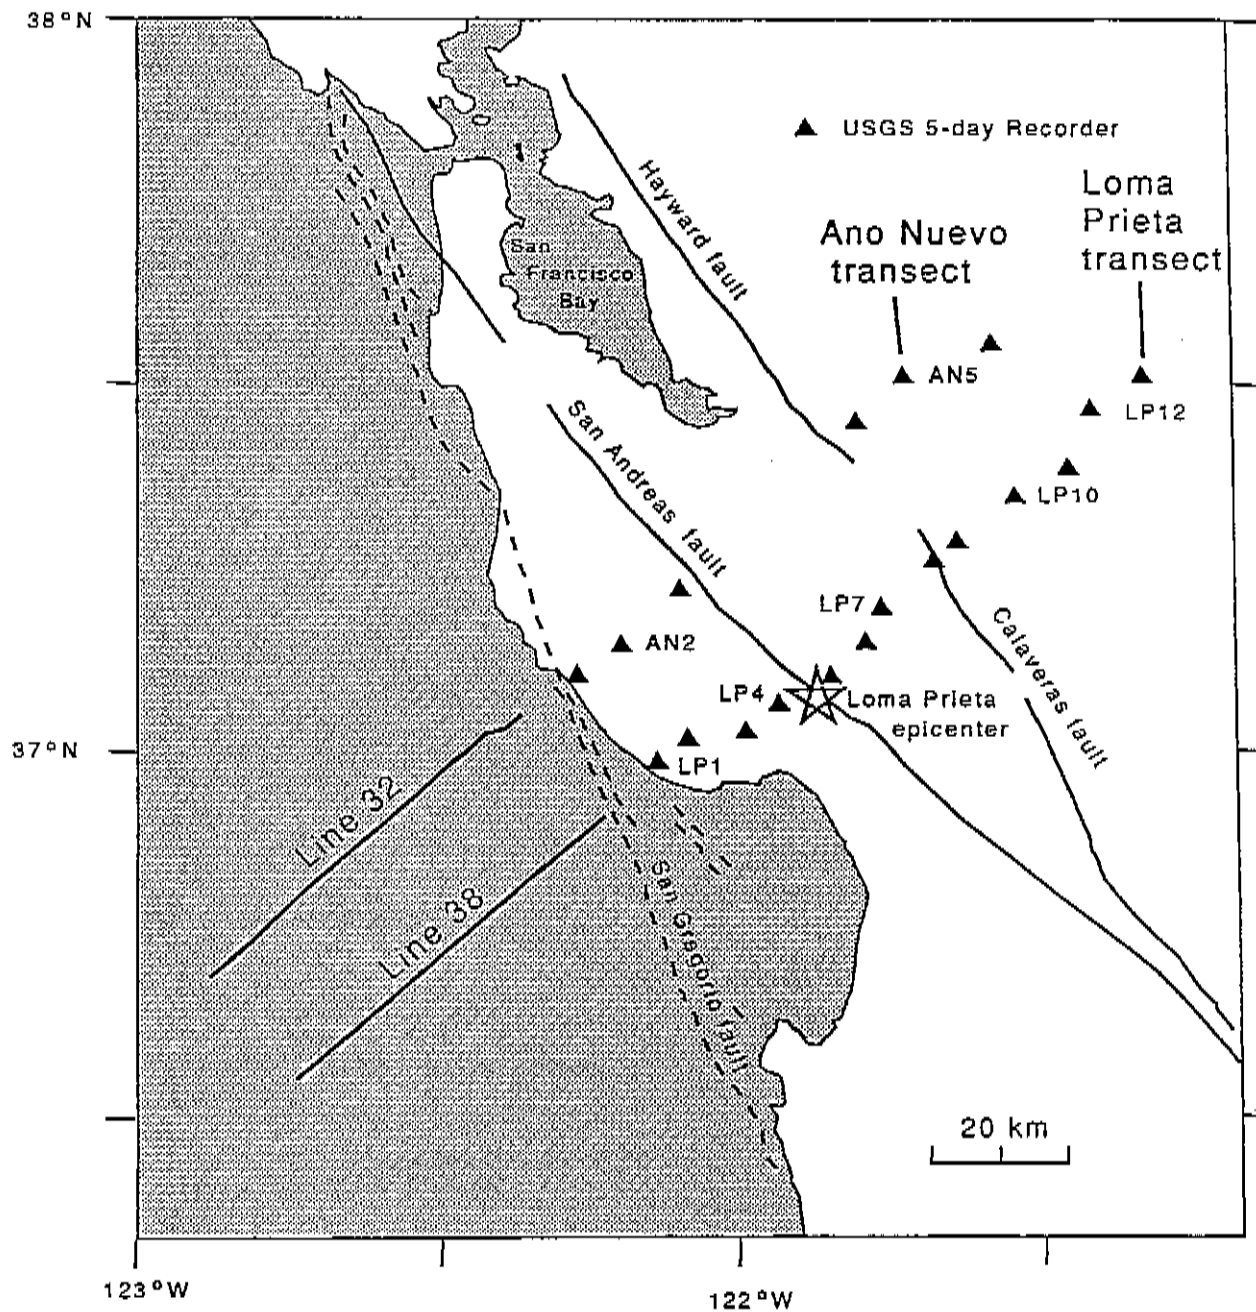 38°N
USGS 5-day Recorder
Hayward fault
Loma
Prieta
transect
Ano Nuevo
transect
San
Francisco
Bay
AN5
LP12
San Andreas fault
LP10
LP7
Calaveras fault
AN2
LP4
Loma Prieta
epicenter
37°N
LP1
Line 32
Line 38
San Gregorio fault
20 km
123°W
122°W